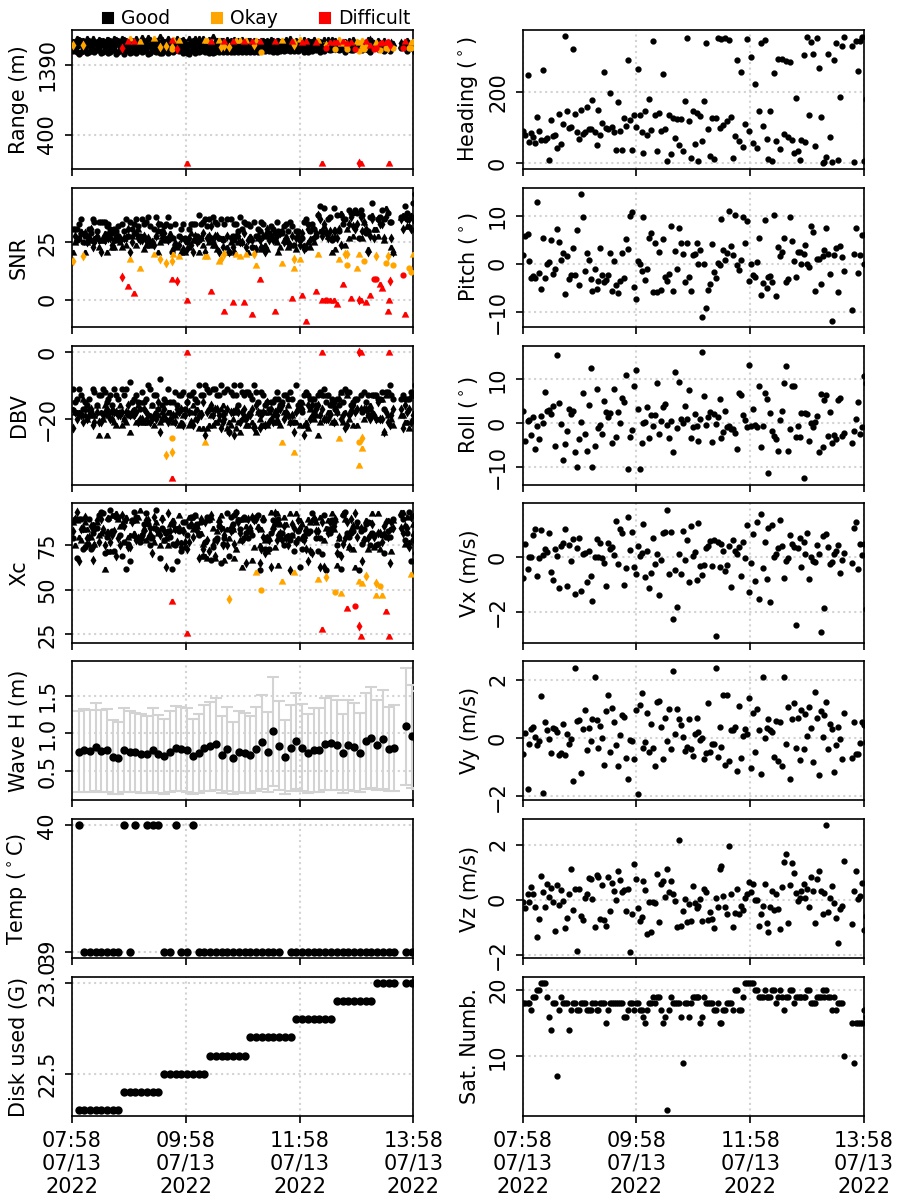 Good Okay Difficult
Range (m)
1390
400
Heading (°)
200
0
SNR
25
0
Pitch (°)
10
0
−10
DBV
0
−20
Roll (°)
10
0
−10
Xc
75
50
25
Vx (m/s)
0
−2
Wave H (m)
1.5
1.0
0.5
Vy (m/s)
2
0
−2
Temp (°C)
40
39
Vz (m/s)
2
0
−2
Disk used (G)
23.0
22.5
Sat. Numb.
20
10
07:58 09:58 11:58 13:58
07/13 07/13 07/13 07/13
2022 2022 2022 2022
07:58 09:58 11:58 13:58
07/13 07/13 07/13 07/13
2022 2022 2022 2022